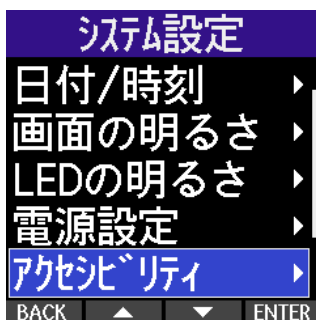 システム設定
日付/時刻
画面の明るさ
LEDの明るさ
電源設定
アクセシビリティ
BACK ENTER